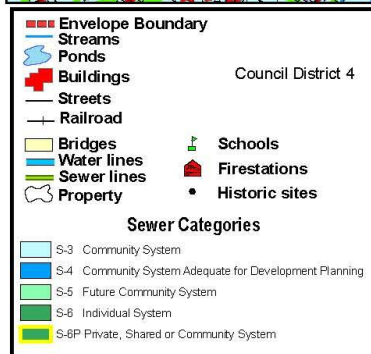 Envelope Boundary
Streams
Ponds
Buildings
Council District 4
Streets
Railroad
Bridges
Schools
Water lines
Firestations
Sewer lines
Property
Historic sites
Sewer Categories
S-3 Community System
S-4 Community System Adequate for Development Planning
S-5 Future Community System
S-6 Individual System
S-6P Private, Shared or Community System